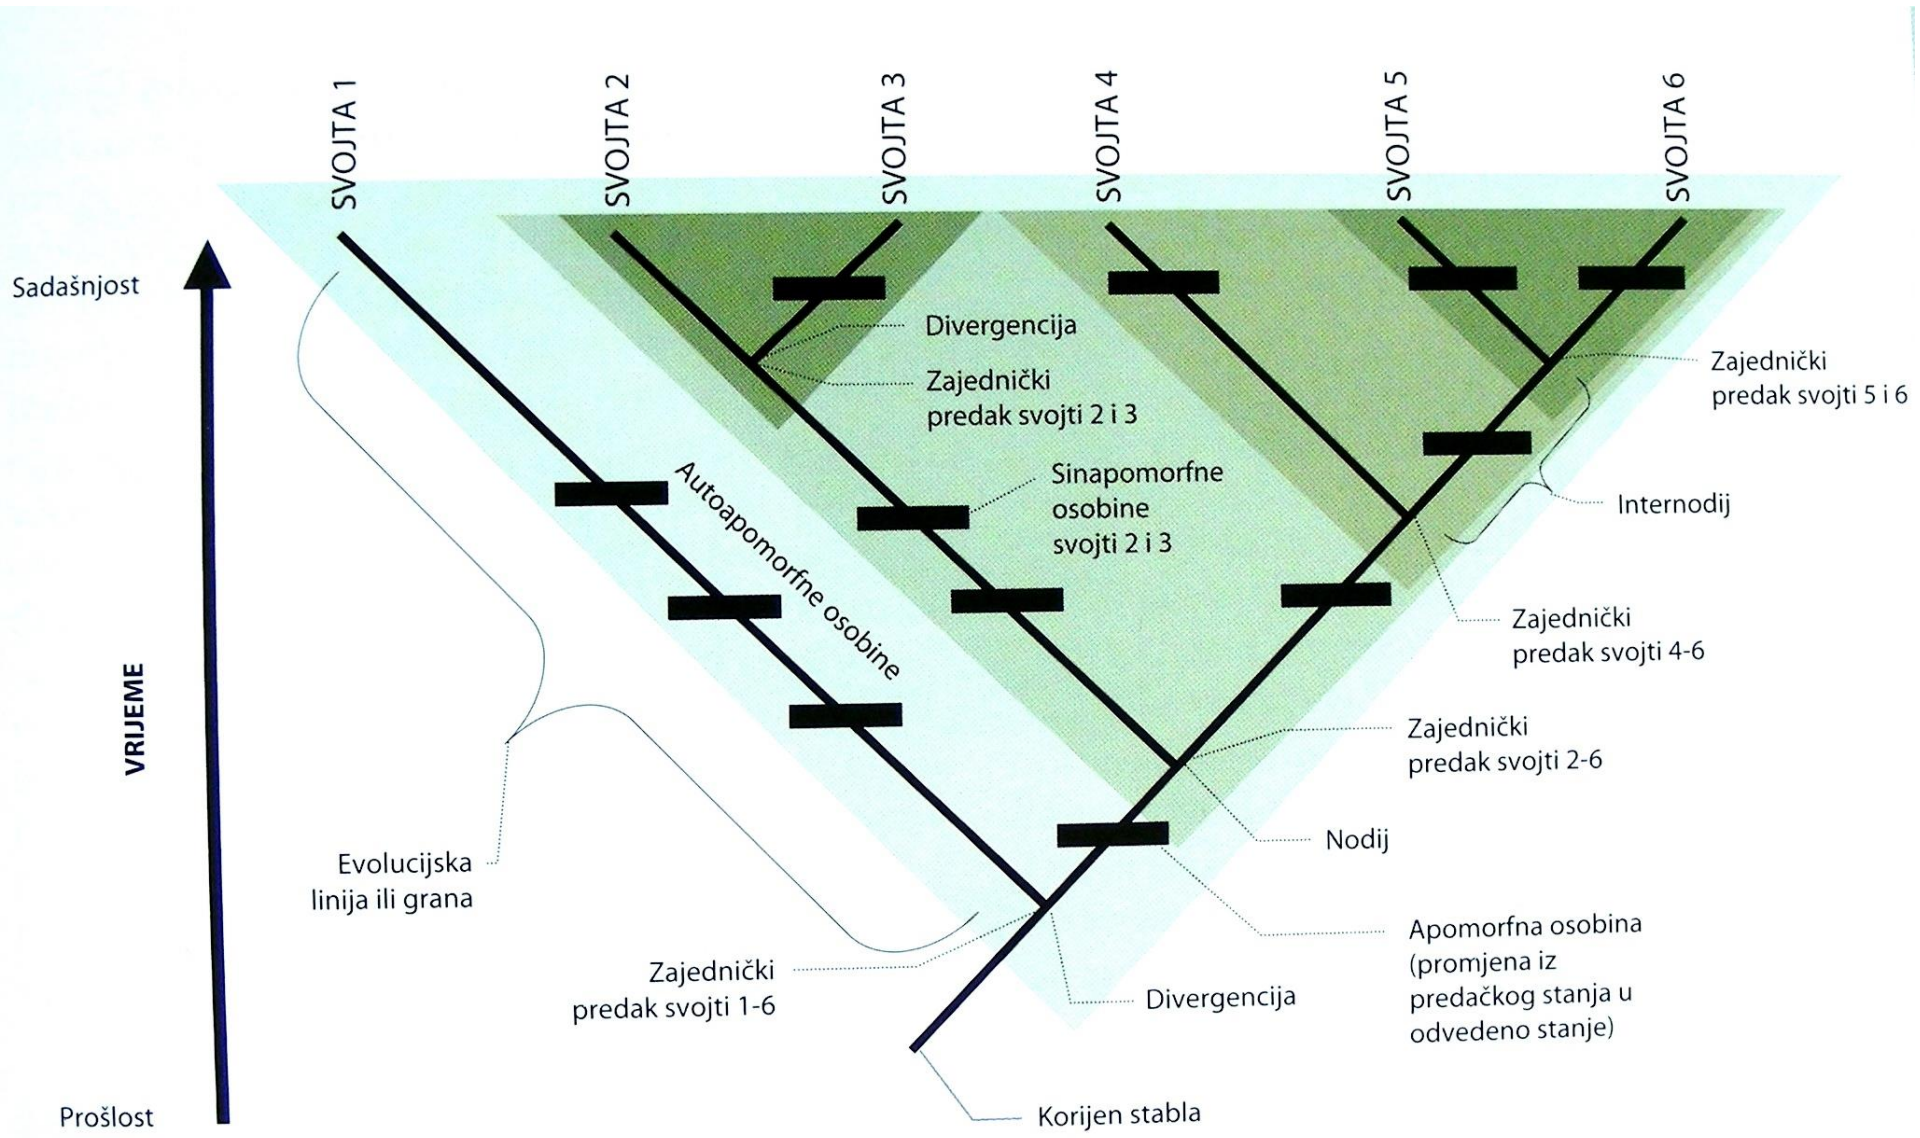 SVOJTA 1
SVOJTA 2
SVOJTA 3
SVOJTA 4
SVOJTA 5
SVOJTA 6
Sadašnjost
VRIJEME
Prošlost
Divergencija
Zajednički
predak svojti 2 i 3
Zajednički
predak svojti 5 i 6
Autoapomorfne osobine
Sinapomorfne
osobine
svojti 2 i 3
Internodij
Zajednički
predak svojti 4-6
Zajednički
predak svojti 2-6
Nodij
Evolucijska
linija ili grana
Apomorfna osobina
(promjena iz
predačkog stanja u
odvedeno stanje)
Zajednički
predak svojti 1-6
Divergencija
Korijen stabla